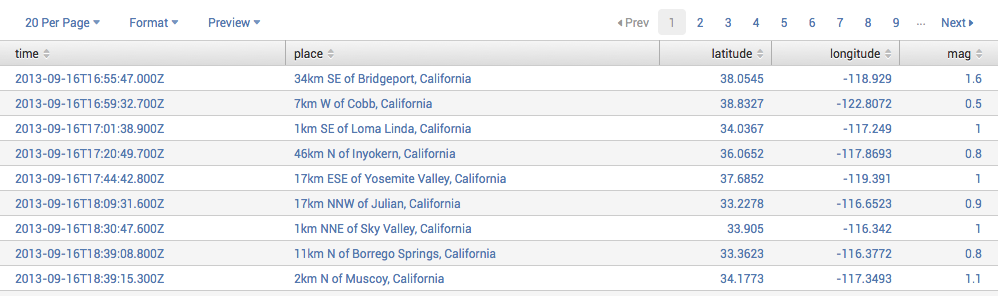 20 Per Page Format Preview Prev 1 2 3 4 5 6 7 8 9 ... Next
time place latitude longitude mag
2013-09-16T16:55:47.000Z 34km SE of Bridgeport, California 38.0545 -118.929 1.6
2013-09-16T16:59:32.700Z 7km W of Cobb, California 38.8327 -122.8072 0.5
2013-09-16T17:01:38.900Z 1km SE of Loma Linda, California 34.0367 -117.249 1
2013-09-16T17:20:49.700Z 46km N of Inyokern, California 36.0652 -117.8693 0.8
2013-09-16T17:44:42.800Z 17km ESE of Yosemite Valley, California 37.6852 -119.391 1
2013-09-16T18:09:31.600Z 17km NNW of Julian, California 33.2278 -116.6523 0.9
2013-09-16T18:30:47.600Z 1km NNE of Sky Valley, California 33.905 -116.342 1
2013-09-16T18:39:08.800Z 11km N of Borrego Springs, California 33.3623 -116.3772 0.8
2013-09-16T18:39:15.300Z 2km N of Muscoy, California 34.1773 -117.3493 1.1